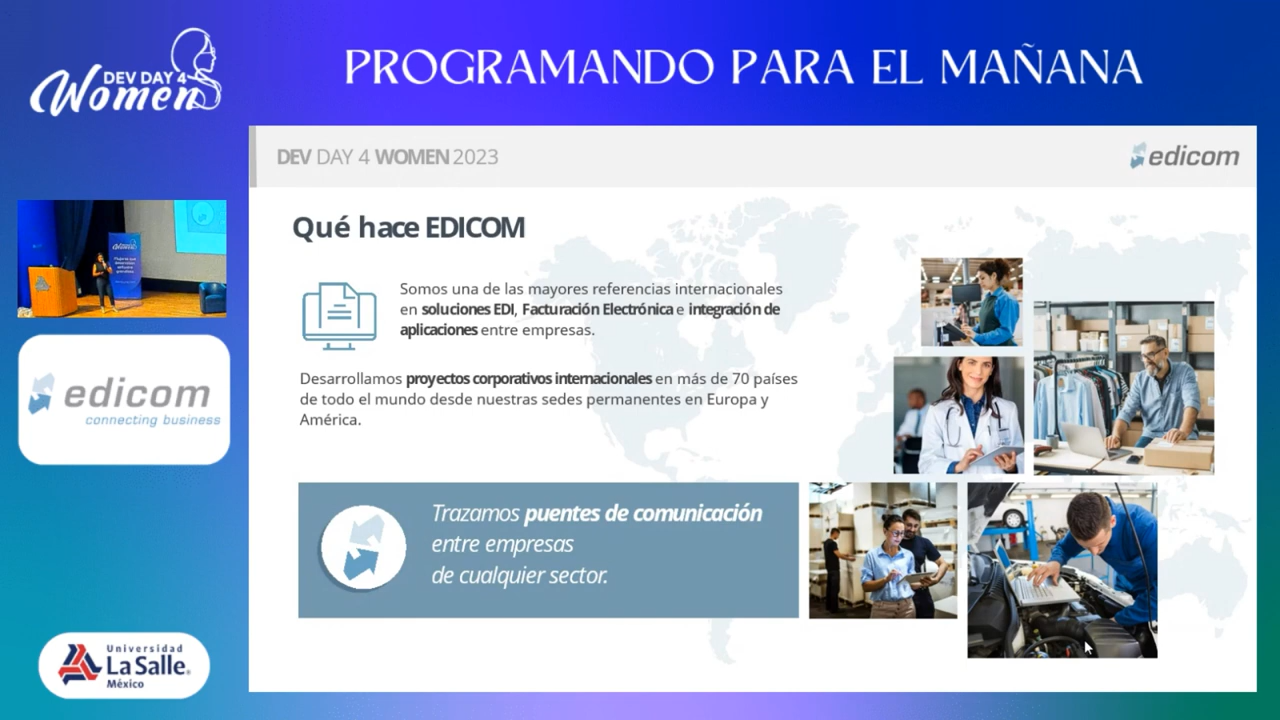 DEV DAY 4
Women
PROGRAMANDO PARA EL MAÑANA
DEV DAY 4 WOMEN 2023
edicom
Qué hace EDICOM
Somos una de las mayores referencias internacionales
en soluciones EDI, Facturación Electrónica e integración de
aplicaciones entre empresas.
Desarrollamos proyectos corporativos internacionales en más de 70 países
de todo el mundo desde nuestras sedes permanentes en Europa y
América.
Trazamos puentes de comunicación
entre empresas
de cualquier sector.
edicom
connecting business
Universidad
La Salle®
México